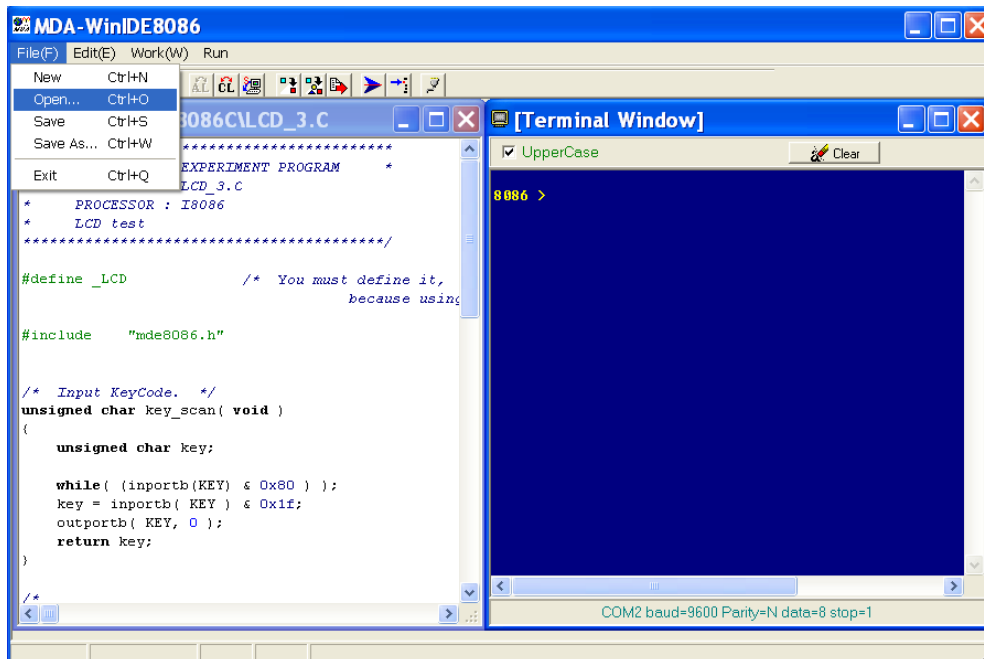 MDA-WinIDE8086
File(F) Edit(E) Work(W) Run
New Ctrl+N
Open... Ctrl+O
Save Ctrl+S
Save As... Ctrl+W
Exit Ctrl+Q
8086C\LCD_3.C
****************************
EXPERIMENT PROGRAM *
LCD_3.C
* PROCESSOR : I8086
* LCD test
******************************************/
#define _LCD /* You must define it,
because using
#include "mde8086.h"
/* Input KeyCode. */
unsigned char key_scan( void )
{
unsigned char key;
while( (inportb(KEY) & 0x80 ) );
key = inportb( KEY ) & 0x1f;
outportb( KEY, 0 );
return key;
}
/*
[Terminal Window]
UpperCase Clear
8086 >
COM2 baud=9600 Parity=N data=8 stop=1